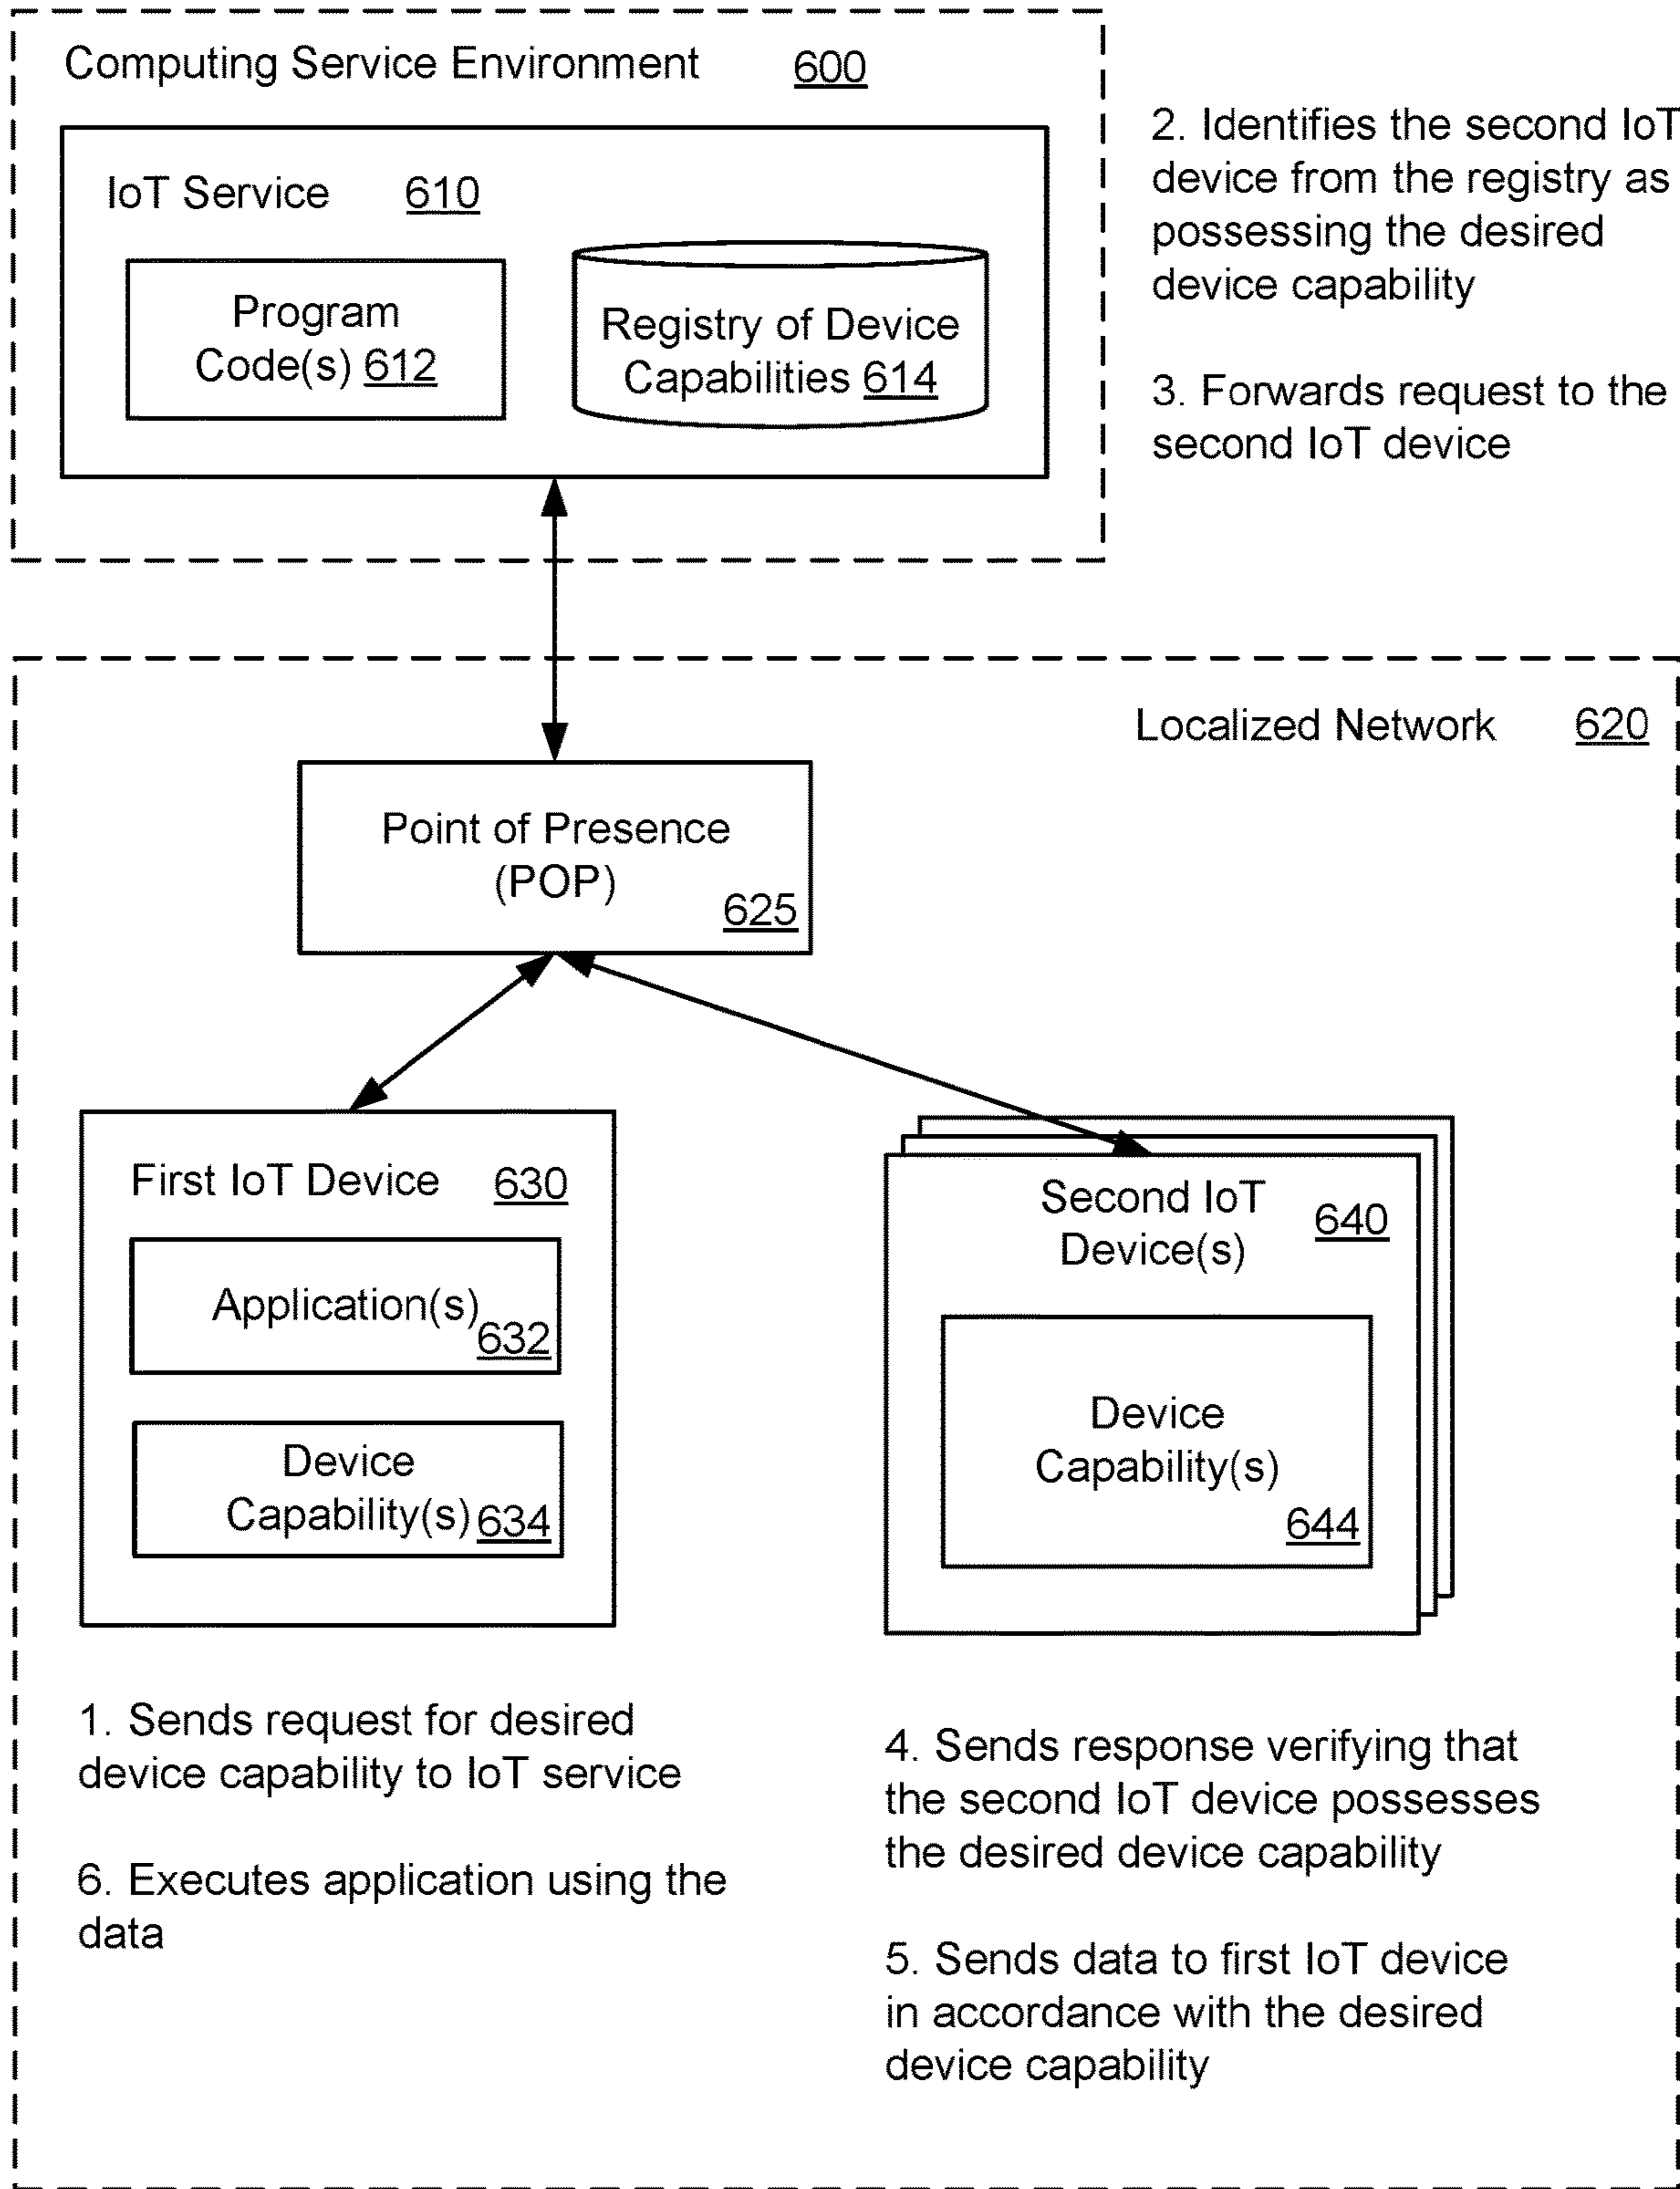 Computing Service Environment 600
IoT Service 610
Program
Code(s) 612
Registry of Device
Capabilities 614
2. Identifies the second IoT
device from the registry as
possessing the desired
device capability
3. Forwards request to the
second IoT device
Localized Network 620
Point of Presence
(POP)
625
First IoT Device 630
Application(s)
632
Device
Capability(s) 634
Second IoT
Device(s)
640
Device
Capability(s)
644
1. Sends request for desired
device capability to IoT service
6. Executes application using the
data
4. Sends response verifying that
the second IoT device possesses
the desired device capability
5. Sends data to first IoT device
in accordance with the desired
device capability